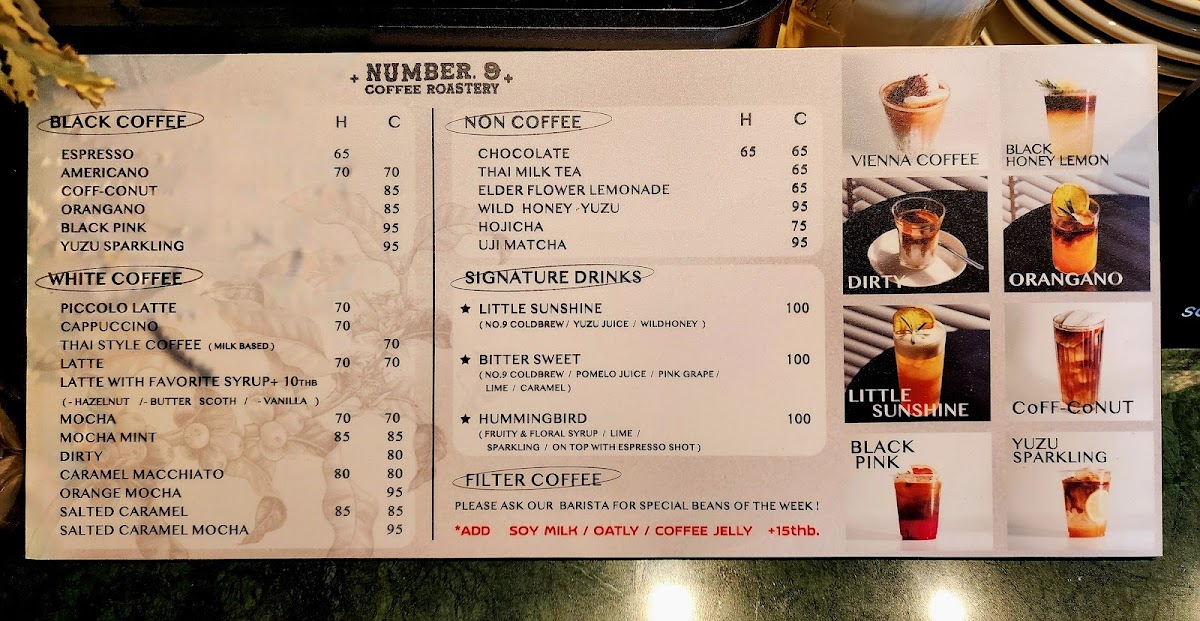 NUMBER. 9
COFFEE ROASTERY
BLACK COFFEE H C
ESPRESSO 65
AMERICANO 70 70
COFF-CONUT 85
ORANGANO 85
BLACK PINK 95
YUZU SPARKLING 95
WHITE COFFEE
PICCOLO LATTE 70
CAPPUCCINO 70
THAI STYLE COFFEE ( MILK BASED ) 70
LATTE 70 70
LATTE WITH FAVORITE SYRUP+ 10THB
( - HAZELNUT / - BUTTER SCOTH / - VANILLA )
MOCHA 70 70
MOCHA MINT 85 85
DIRTY 80
CARAMEL MACCHIATO 80 80
ORANGE MOCHA 95
SALTED CARAMEL 85 85
SALTED CARAMEL MOCHA 95
NON COFFEE H C
CHOCOLATE 65 65
THAI MILK TEA 65
ELDER FLOWER LEMONADE 65
WILD HONEY -YUZU 95
HOJICHA 75
UJI MATCHA 95
SIGNATURE DRINKS
★ LITTLE SUNSHINE 100
( NO.9 COLDBREW / YUZU JUICE / WILDHONEY )
★ BITTER SWEET 100
( NO.9 COLDBREW / POMELO JUICE / PINK GRAPE /
LIME / CARAMEL )
★ HUMMINGBIRD 100
( FRUITY & FLORAL SYRUP / LIME /
SPARKLING / ON TOP WITH ESPRESSO SHOT )
FILTER COFFEE
PLEASE ASK OUR BARISTA FOR SPECIAL BEANS OF THE WEEK !
*ADD SOY MILK / OATLY / COFFEE JELLY +15thb.
VIENNA COFFEE
BLACK
HONEY LEMON
DIRTY
ORANGANO
LITTLE
SUNSHINE
COFF-CONUT
BLACK
PINK
YUZU
SPARKLING